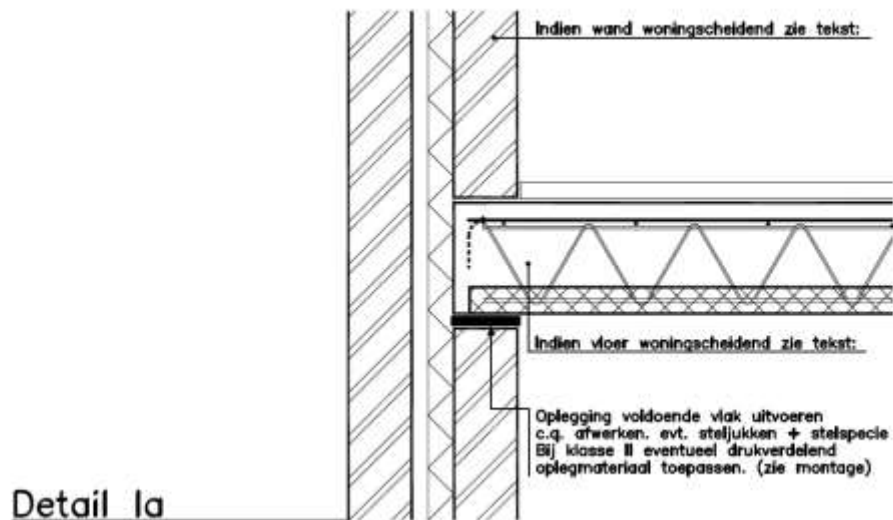 Indien wand woningscheidend zie tekst:
Indien vloer woningscheidend zie tekst:
Oplegging voldoende vlak uitvoeren
c.q. afwerken. evt. steljukken + stelspecie
Bij klasse III eventueel drukverdelend
oplegmateriaal toepassen. (zie montage)
Detail Ia